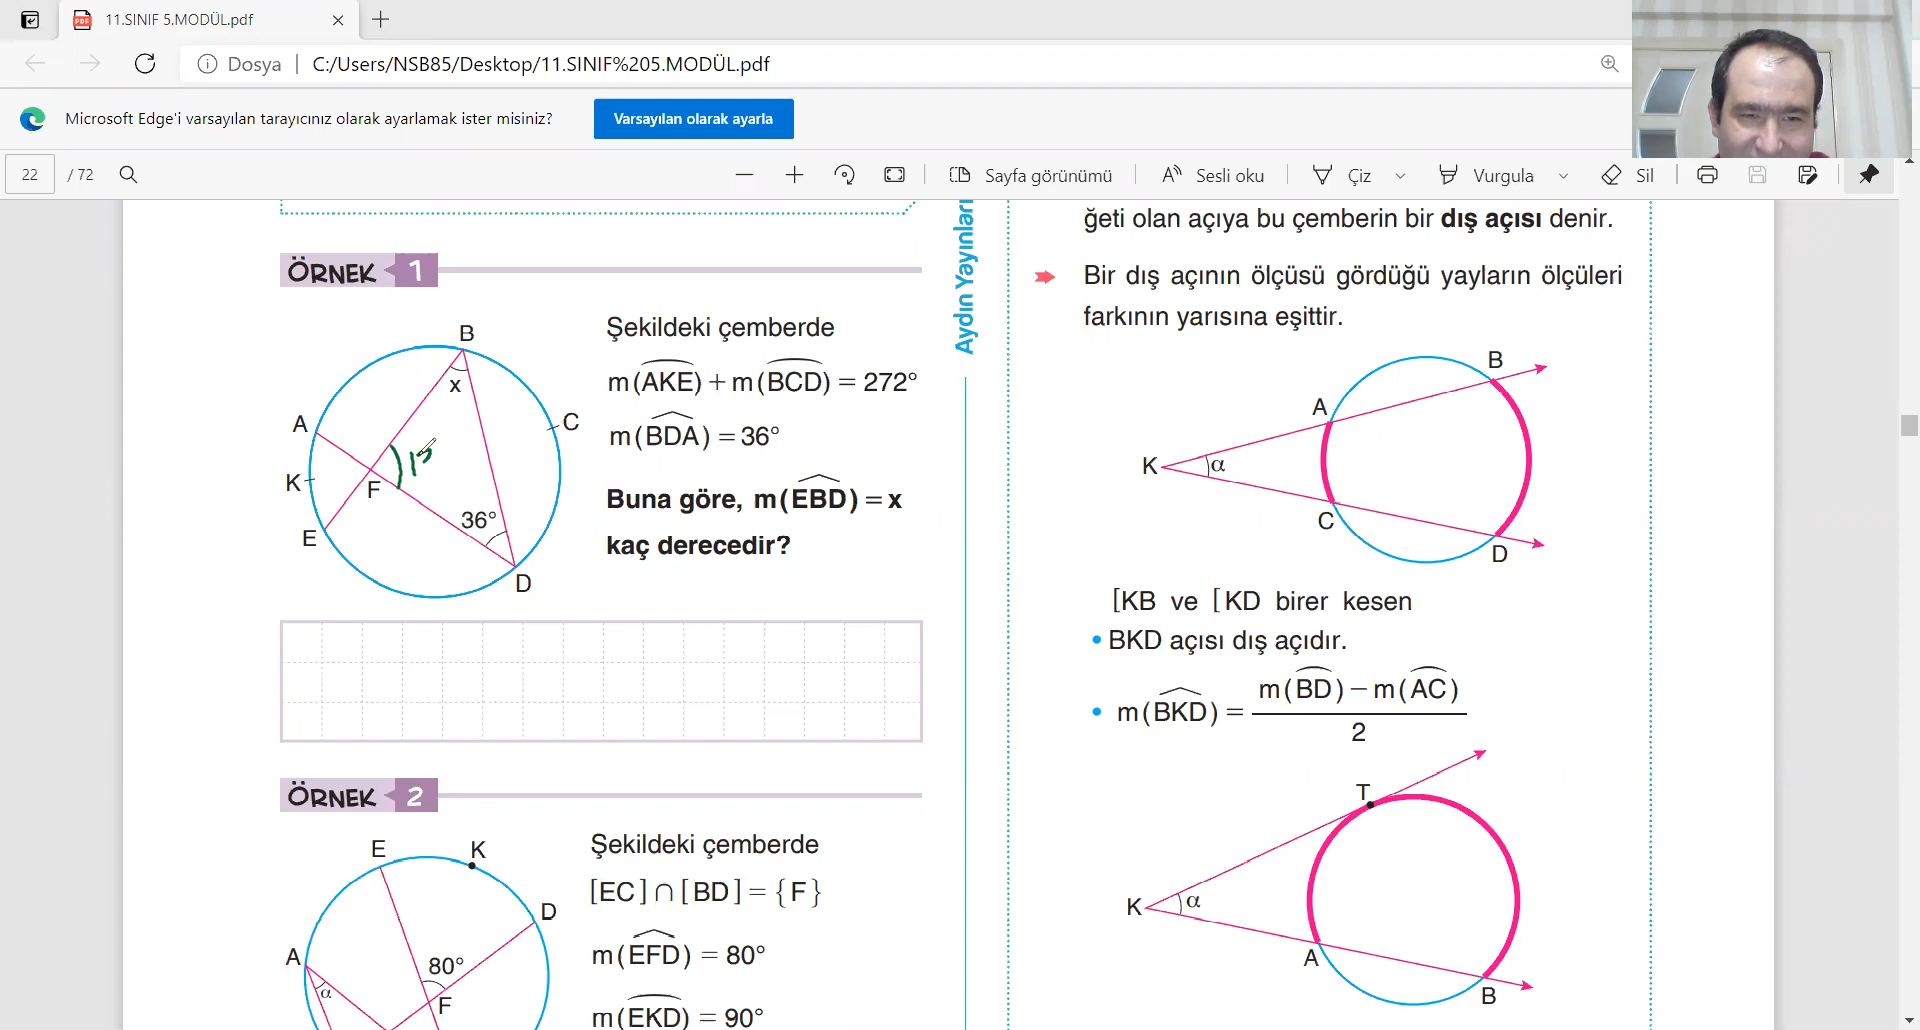 11.SINIF 5.MODÜL.pdf
Dosya | C:/Users/NSB85/Desktop/11.SINIF%205.MODÜL.pdf
Microsoft Edge'i varsayılan tarayıcınız olarak ayarlamak ister misiniz? Varsayılan olarak ayarla
22 / 72 Sayfa görünümü Sesli oku Çiz Vurgula Sil
ÖRNEK 1
B
x
A
C
K
F
36°
E
D
Şekildeki çemberde
m(AKE) + m(BCD) = 272°
m(BDA) = 36°
Buna göre, m(EBD) = x
kaç derecedir?
ÖRNEK 2
E K
D
A
80°
α
F
Şekildeki çemberde
[EC] ∩ [BD] = {F}
m(EFD) = 80°
m(EKD) = 90°
Aydın Yayınları
ğeti olan açıya bu çemberin bir dış açısı denir.
Bir dış açının ölçüsü gördüğü yayların ölçüleri
farkının yarısına eşittir.
B
A
K α
C
D
[KB ve [KD birer kesen
• BKD açısı dış açıdır.
• m(BKD) = m(BD) − m(AC) / 2
T
K α
A
B